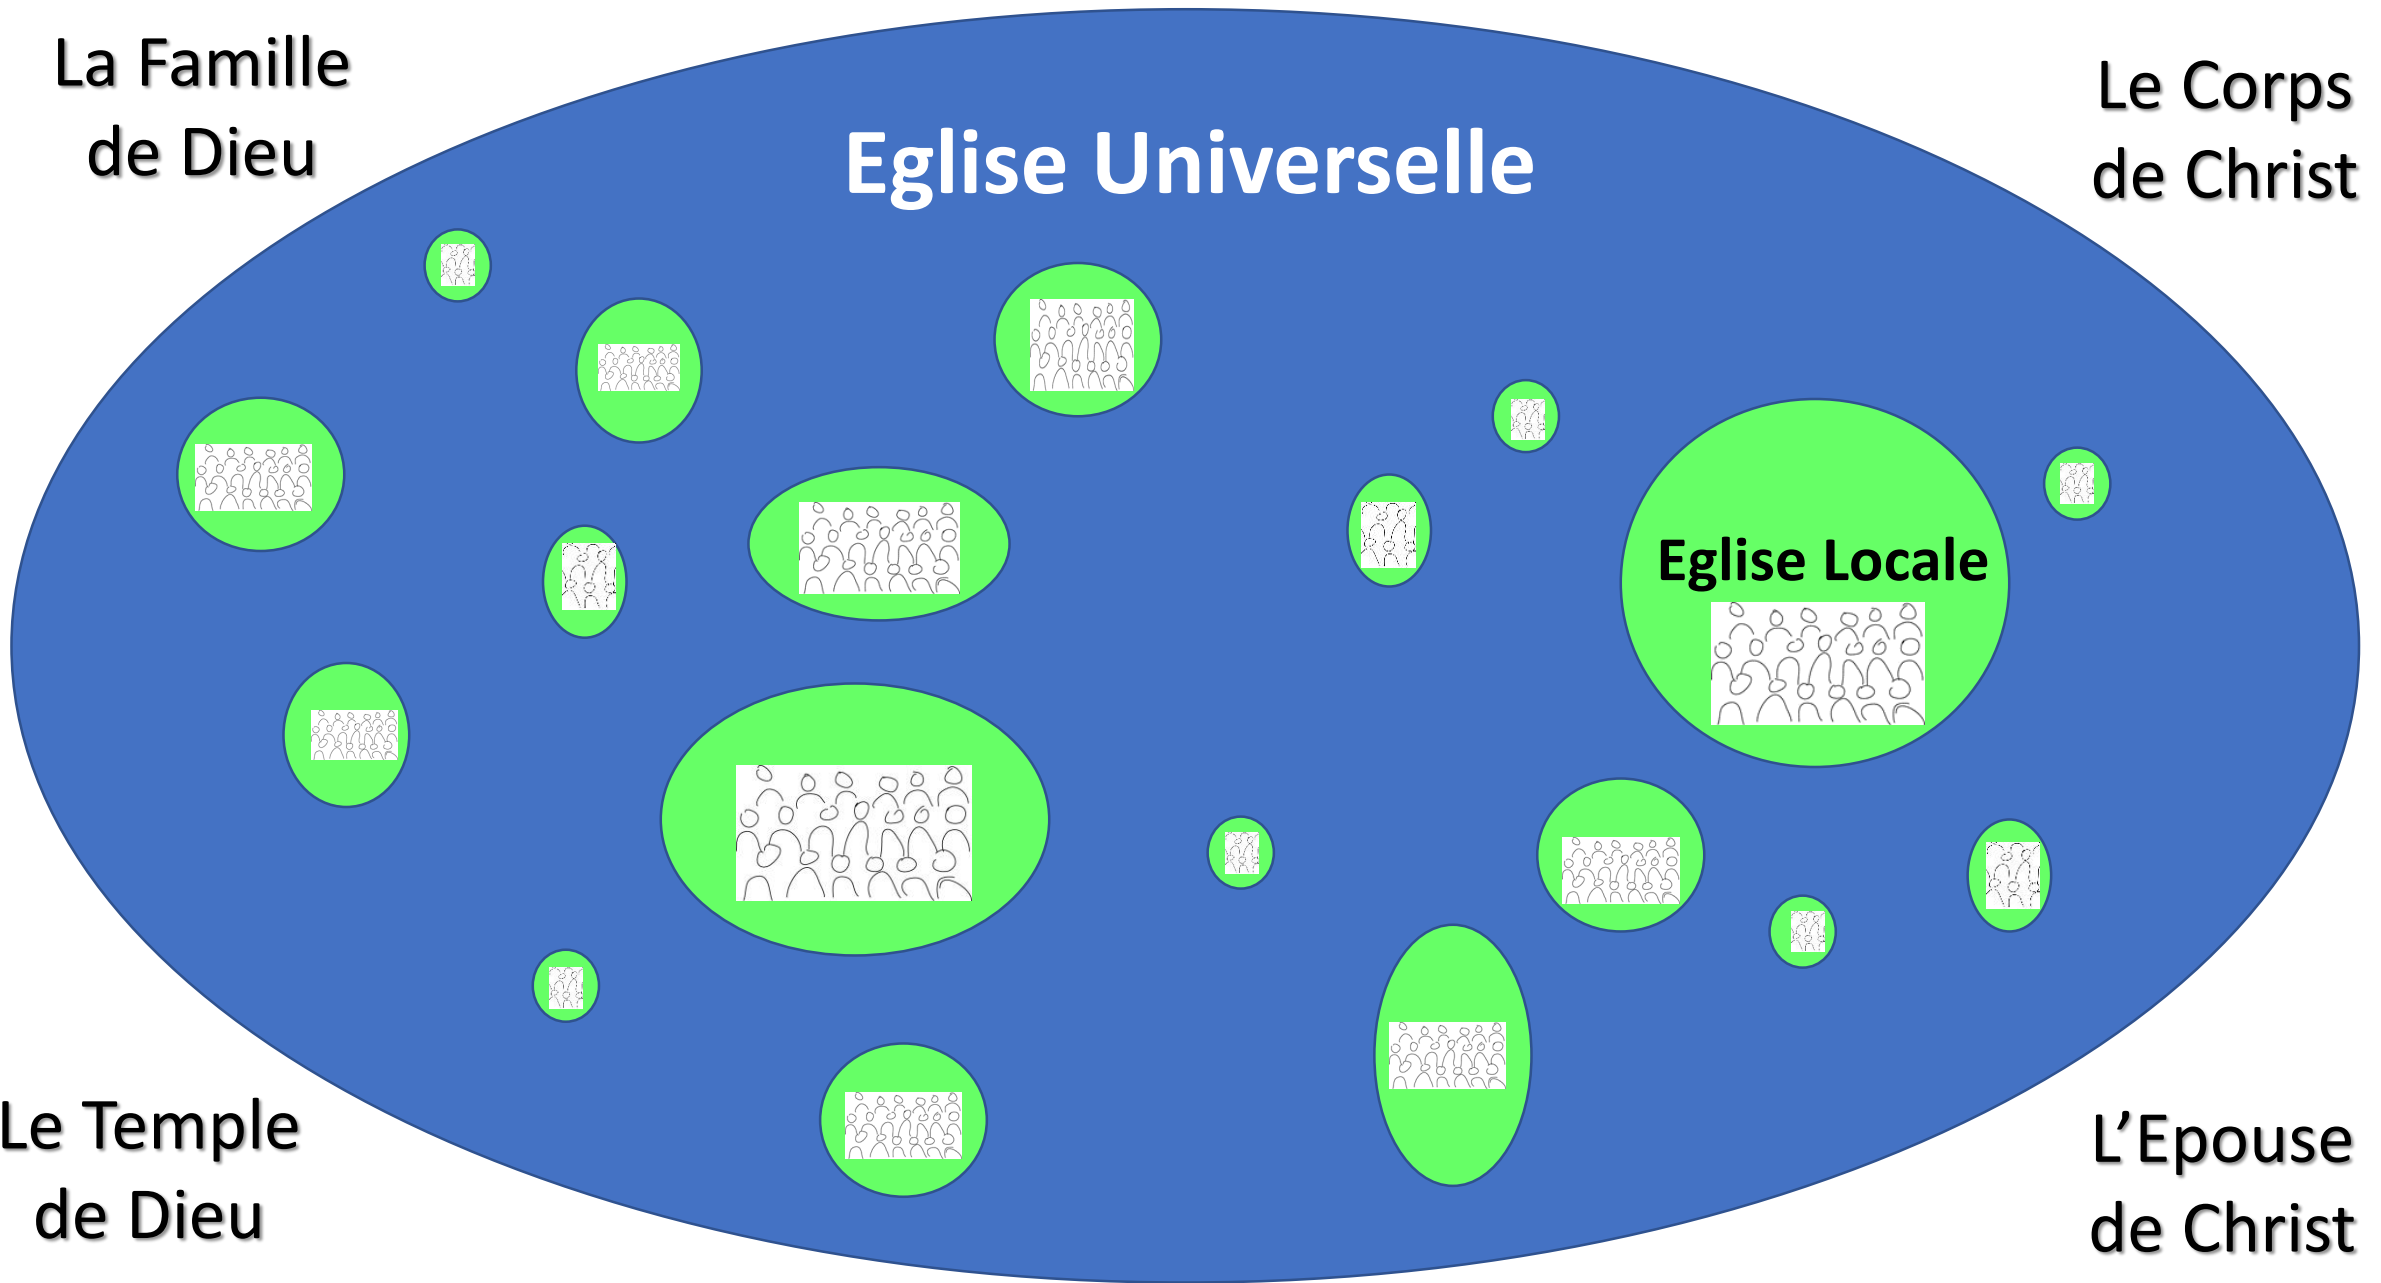 La Famille
de Dieu
Le Corps
de Christ
Eglise Universelle
Eglise Locale
Le Temple
de Dieu
L’Epouse
de Christ